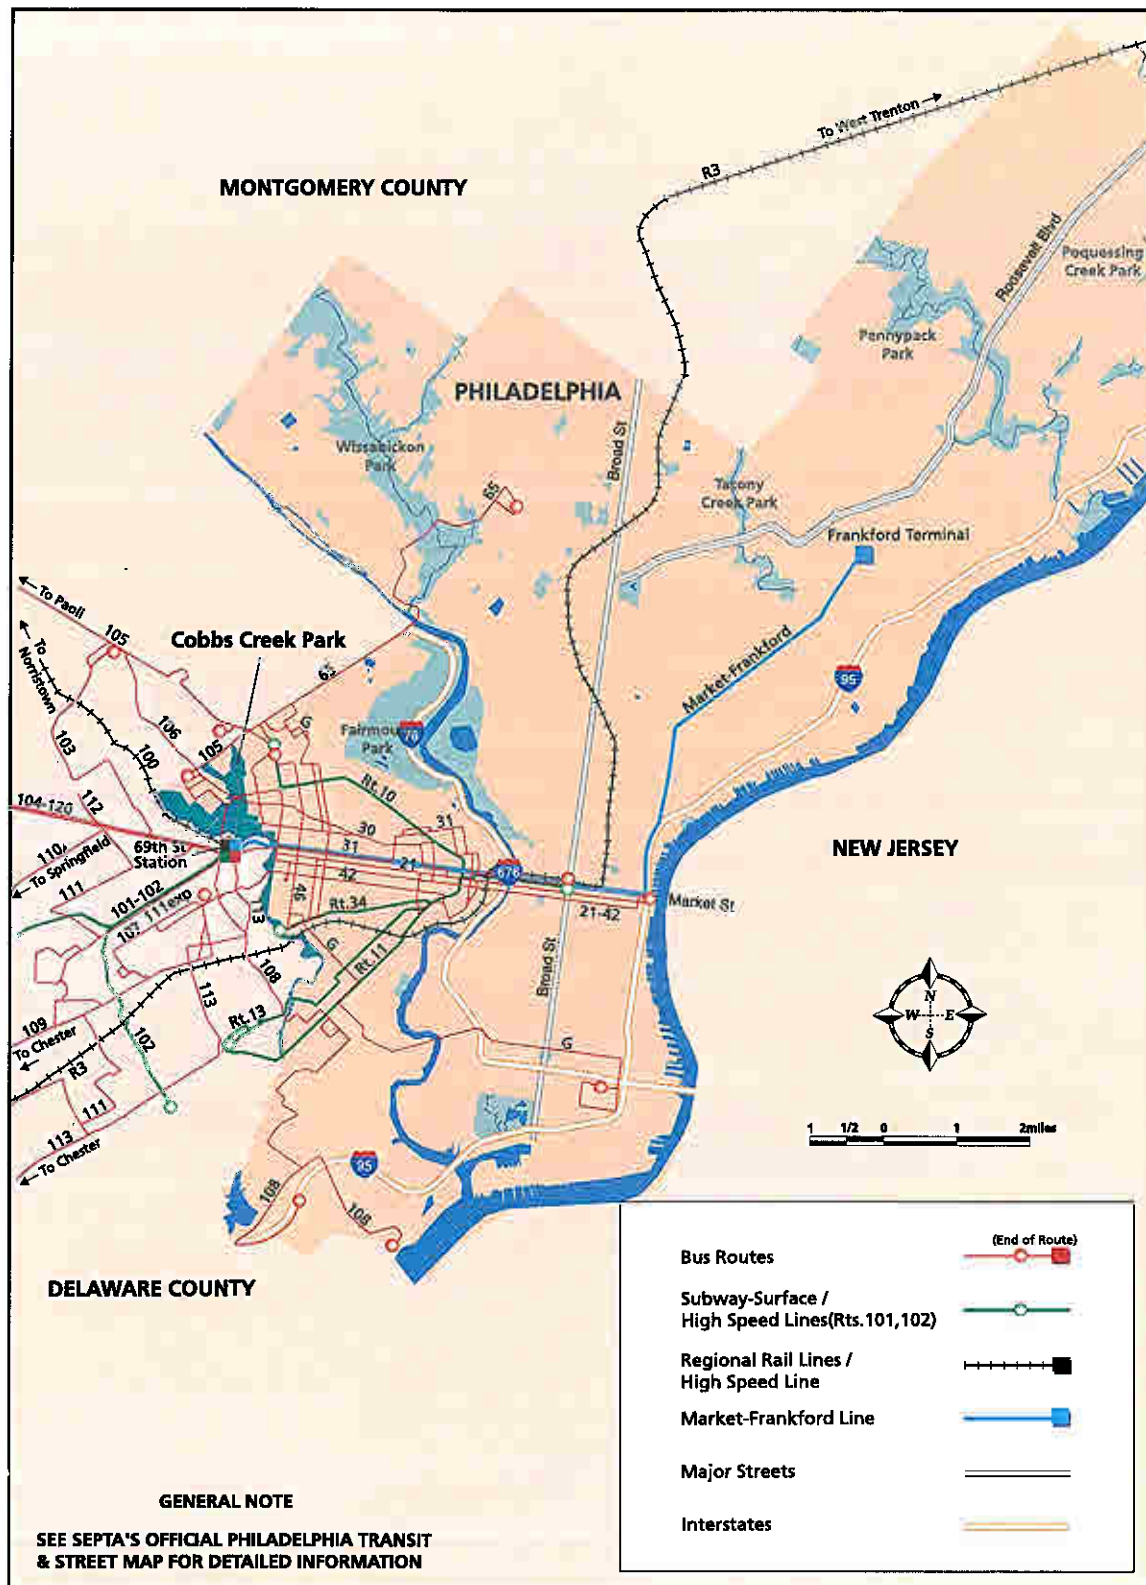 To West Trenton
R3
MONTGOMERY COUNTY
Roosevelt Blvd
Poquessing
Creek Park
Pennypack
Park
PHILADELPHIA
Broad St
Wissahickon
Park
65
Tacony
Creek Park
Frankford Terminal
To Paoli
To
Norristown
105
Cobbs Creek Park
65
Market-Frankford
95
103
106
100
105
G
Fairmou
Park
76
Rt.10
104-120
112
30
31
31
21
42
69th St
Station
110
To Springfield
111
101-102
107
111exp
113
46
Rt.34
676
21-42
Market St
NEW JERSEY
G
Rt.11
108
113
Rt.13
Broad St
N
W
E
S
109
To Chester
102
R3
G
111
113
To Chester
1
1/2
0
1
2miles
95
108
108
DELAWARE COUNTY
(End of Route)
Bus Routes
Subway-Surface /
High Speed Lines(Rts.101,102)
Regional Rail Lines /
High Speed Line
Market-Frankford Line
Major Streets
Interstates
GENERAL NOTE
SEE SEPTA'S OFFICIAL PHILADELPHIA TRANSIT
& STREET MAP FOR DETAILED INFORMATION